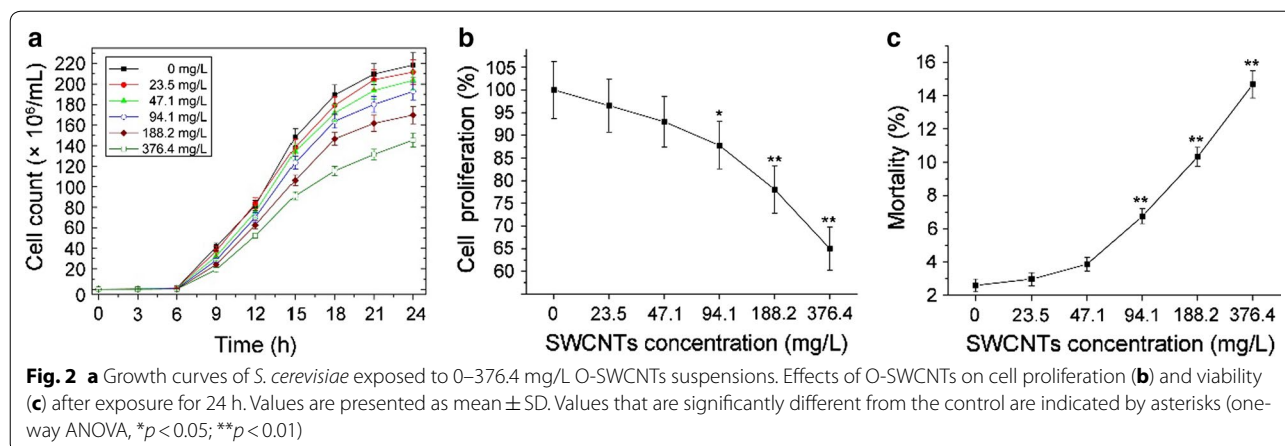 a
220
200
180
160
140
120
100
80
60
40
20
0
Cell count (× 10⁶/mL)
0 mg/L
23.5 mg/L
47.1 mg/L
94.1 mg/L
188.2 mg/L
376.4 mg/L
0 3 6 9 12 15 18 21 24
Time (h)
b
105
100
95
90
85
80
75
70
65
60
Cell proliferation (%)
*
**
**
0 23.5 47.1 94.1 188.2 376.4
SWCNTs concentration (mg/L)
c
16
14
12
10
8
6
4
2
Mortality (%)
**
**
**
0 23.5 47.1 94.1 188.2 376.4
SWCNTs concentration (mg/L)
Fig. 2 a Growth curves of S. cerevisiae exposed to 0–376.4 mg/L O-SWCNTs suspensions. Effects of O-SWCNTs on cell proliferation (b) and viability
(c) after exposure for 24 h. Values are presented as mean ± SD. Values that are significantly different from the control are indicated by asterisks (one-
way ANOVA, *p < 0.05; **p < 0.01)